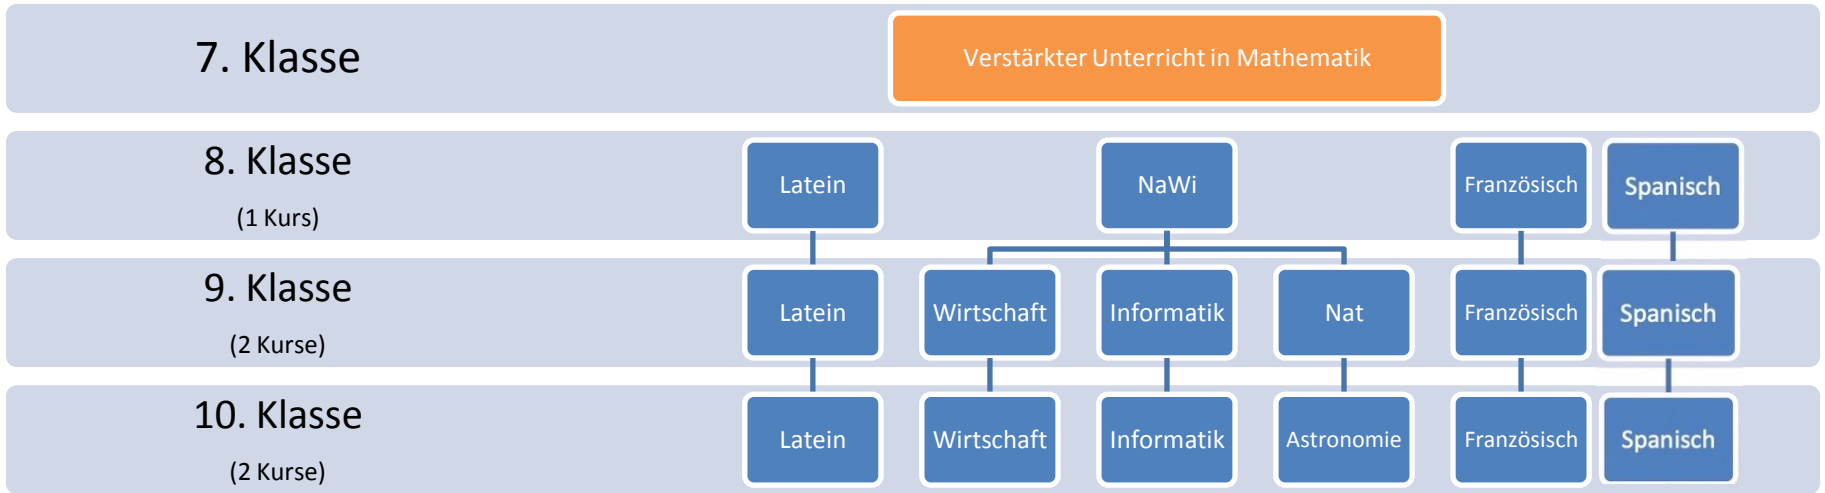 7. Klasse
Verstärkter Unterricht in Mathematik
8. Klasse
(1 Kurs)
Latein
NaWi
Französisch
Spanisch
9. Klasse
(2 Kurse)
Latein
Wirtschaft
Informatik
Nat
Französisch
Spanisch
10. Klasse
(2 Kurse)
Latein
Wirtschaft
Informatik
Astronomie
Französisch
Spanisch